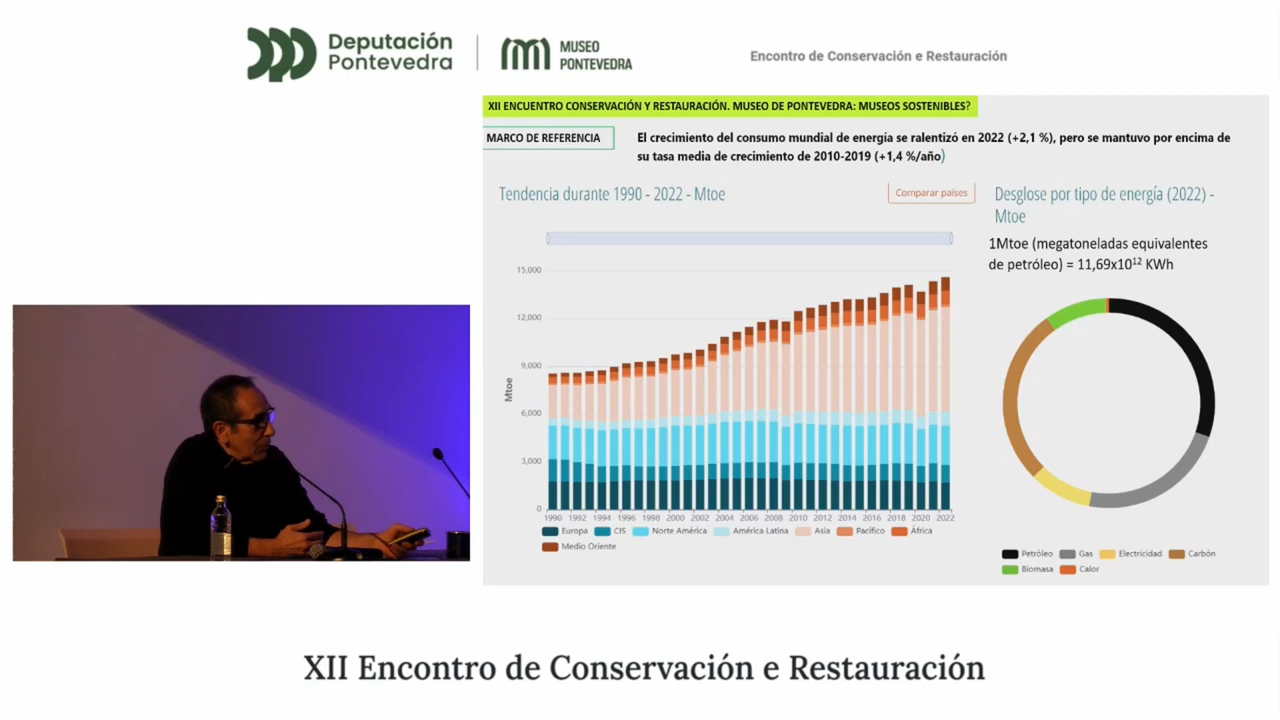 Deputación
Pontevedra
MUSEO
PONTEVEDRA
Encontro de Conservación e Restauración
XII ENCUENTRO CONSERVACIÓN Y RESTAURACIÓN. MUSEO DE PONTEVEDRA: MUSEOS SOSTENIBLES?
MARCO DE REFERENCIA
El crecimiento del consumo mundial de energía se ralentizó en 2022 (+2,1 %), pero se mantuvo por encima de
su tasa media de crecimiento de 2010-2019 (+1,4 %/año)
Tendencia durante 1990 - 2022 - Mtoe
Comparar países
Desglose por tipo de energía (2022) -
Mtoe
1Mtoe (megatoneladas equivalentes
de petróleo) = 11,69x10¹² KWh
15,000
12,000
9,000
6,000
3,000
0
Mtoe
1990 1992 1994 1996 1998 2000 2002 2004 2006 2008 2010 2012 2014 2016 2018 2020 2022
Europa CIS Norte América América Latina Asia Pacífico África
Medio Oriente
Petróleo Gas Electricidad Carbón
Biomasa Calor
XII Encontro de Conservación e Restauración